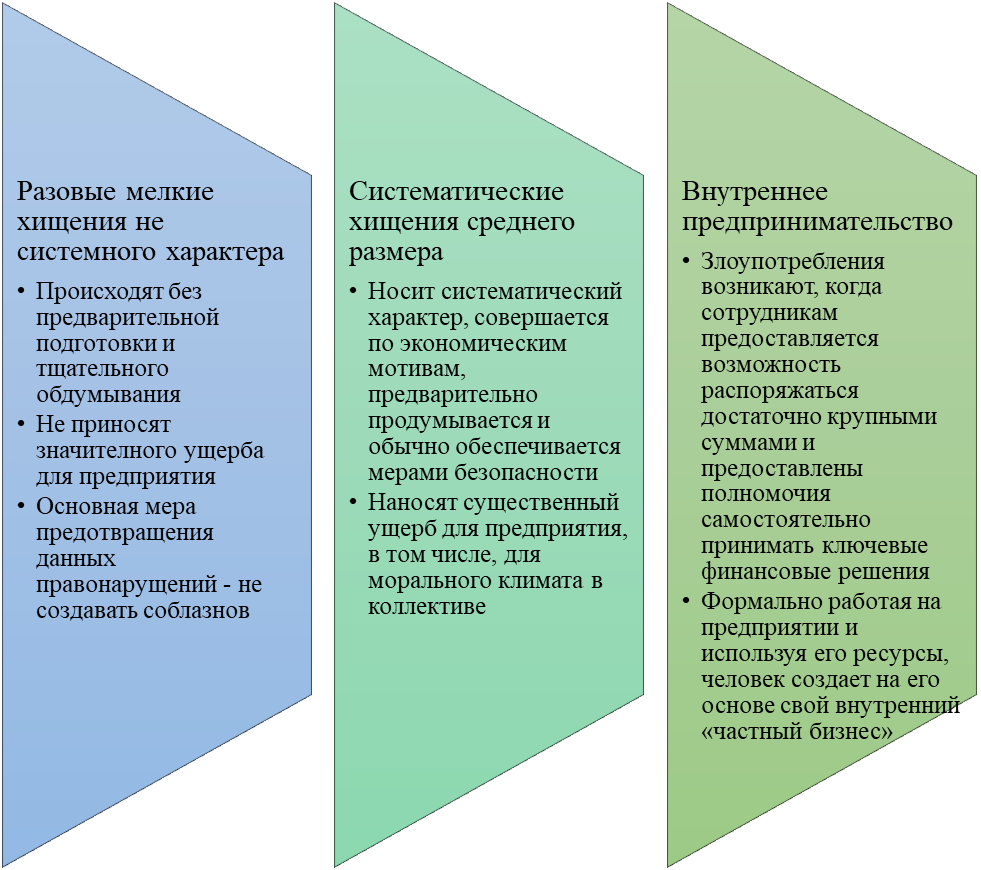 Разовые мелкие
хищения не
системного характера
• Происходят без
предварительной
подготовки и
тщательного
обдумывания
• Не приносят
значителного ущерба
для предприятия
• Основная мера
предотвращения
данных
правонарущений - не
создавать соблазнов
Систематические
хищения среднего
размера
• Носит систематический
характер, совершается
по экономическим
мотивам,
предварительно
продумывается и
обычно обеспечивается
мерами безопасности
• Наносят существенный
ущерб для предприятия,
в том числе, для
морального климата в
коллективе
Внутреннее
предпринимательство
• Злоупотребления
возникают, когда
сотрудникам
предоставляется
возможность
распоряжаться
достаточно крупными
суммами и
предоставлены
полномочия
самостоятельно
принимать ключевые
финансовые решения
• Формально работая на
предприятии и
используя его ресурсы,
человек создает на его
основе свой внутренний
«частный бизнес»